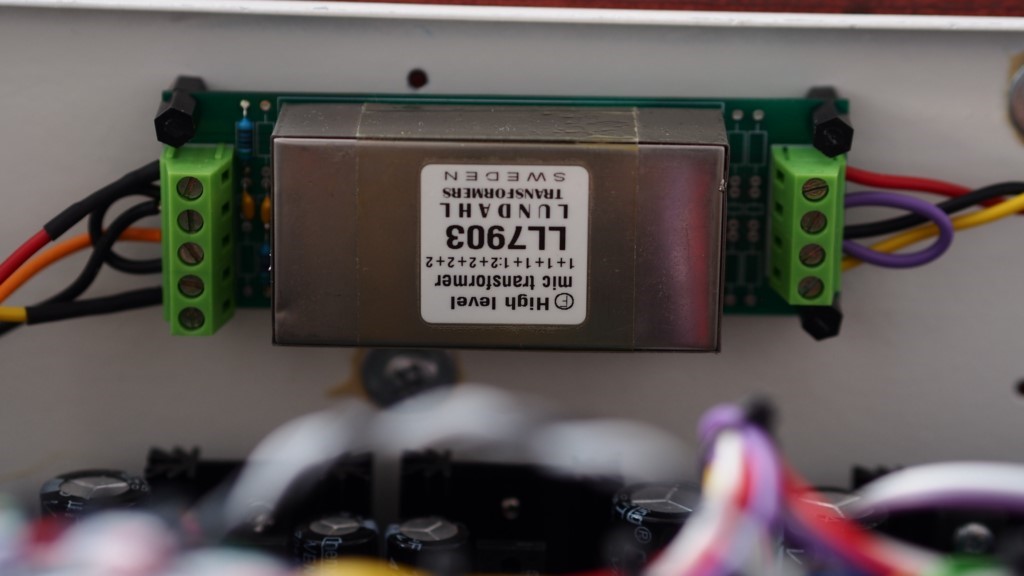 Ⓕ High level
mic transformer
1+1+1+1:2+2+2+2
LL7903
LUNDAHL
TRANSFORMERS
SWEDEN